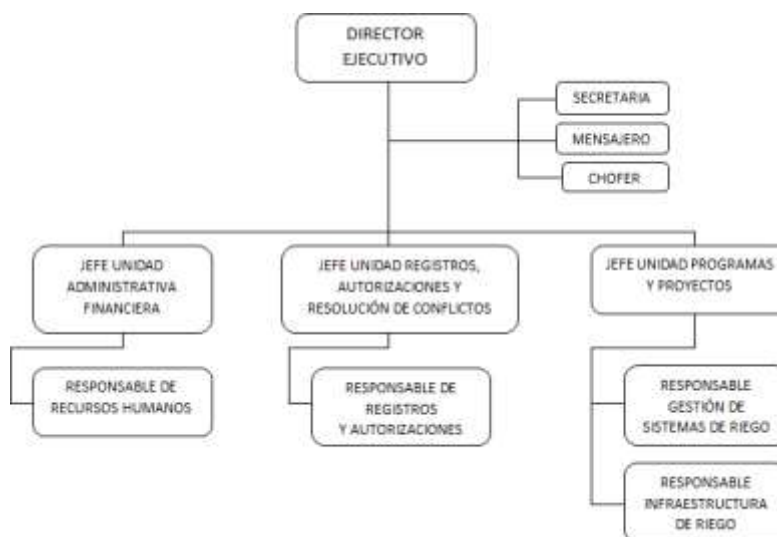 DIRECTOR
EJECUTIVO
SECRETARIA
MENSAJERO
CHOFER
JEFE UNIDAD
ADMINISTRATIVA
FINANCIERA
JEFE UNIDAD REGISTROS,
AUTORIZACIONES Y
RESOLUCIÓN DE CONFLICTOS
JEFE UNIDAD PROGRAMAS
Y PROYECTOS
RESPONSABLE DE
RECURSOS HUMANOS
RESPONSABLE DE
REGISTROS
Y AUTORIZACIONES
RESPONSABLE
GESTIÓN DE
SISTEMAS DE RIEGO
RESPONSABLE
INFRAESTRUCTURA
DE RIEGO